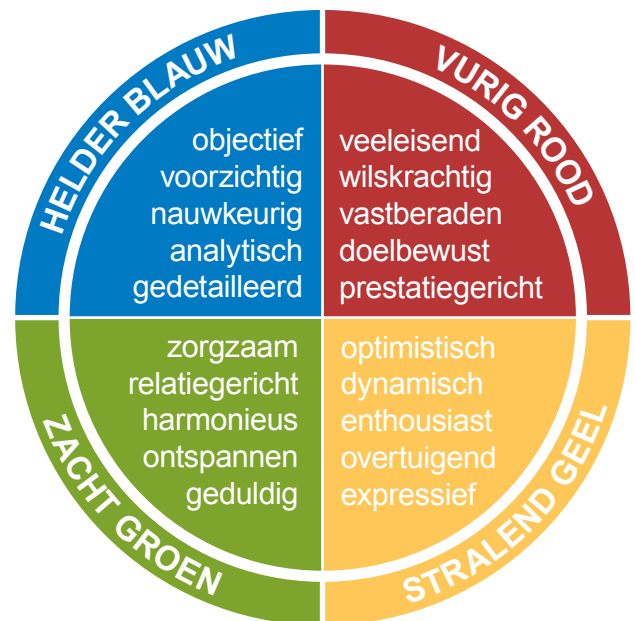 HELDER BLAUW
objectief
voorzichtig
nauwkeurig
analytisch
gedetailleerd
VURIG ROOD
veeleisend
wilskrachtig
vastberaden
doelbewust
prestatiegericht
ZACHT GROEN
zorgzaam
relatiegericht
harmonieus
ontspannen
geduldig
STRALEND GEEL
optimistisch
dynamisch
enthousiast
overtuigend
expressief